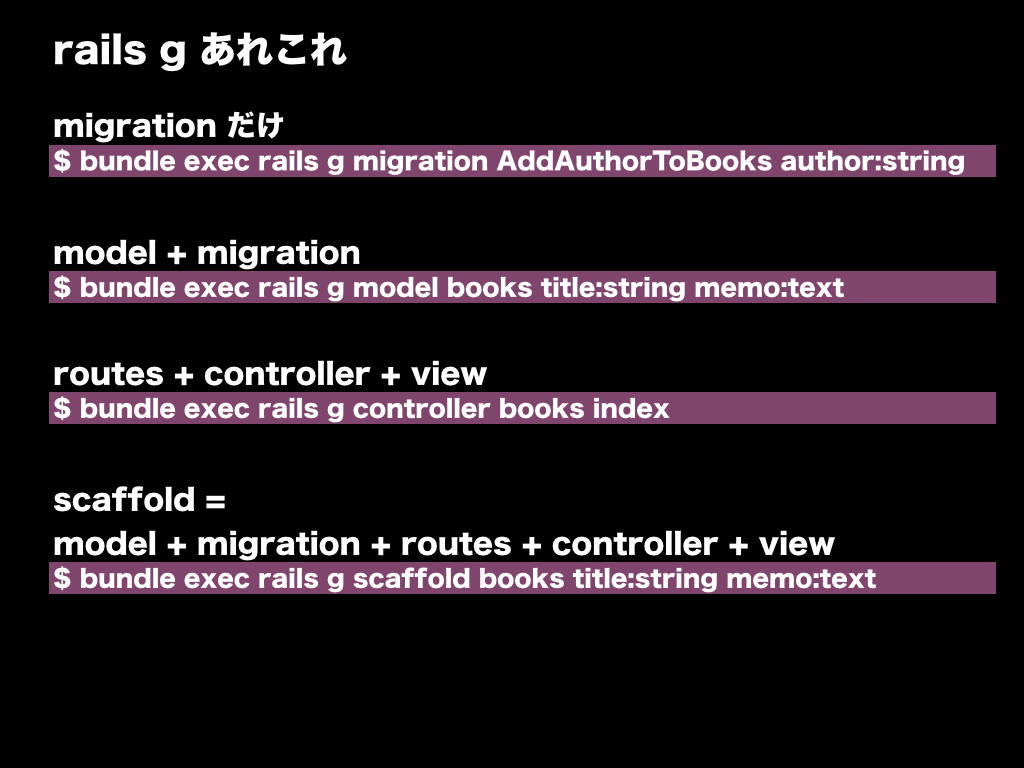 rails g あれこれ
migration だけ
$ bundle exec rails g migration AddAuthorToBooks author:string
model + migration
$ bundle exec rails g model books title:string memo:text
routes + controller + view
$ bundle exec rails g controller books index
scaffold =
model + migration + routes + controller + view
$ bundle exec rails g scaffold books title:string memo:text